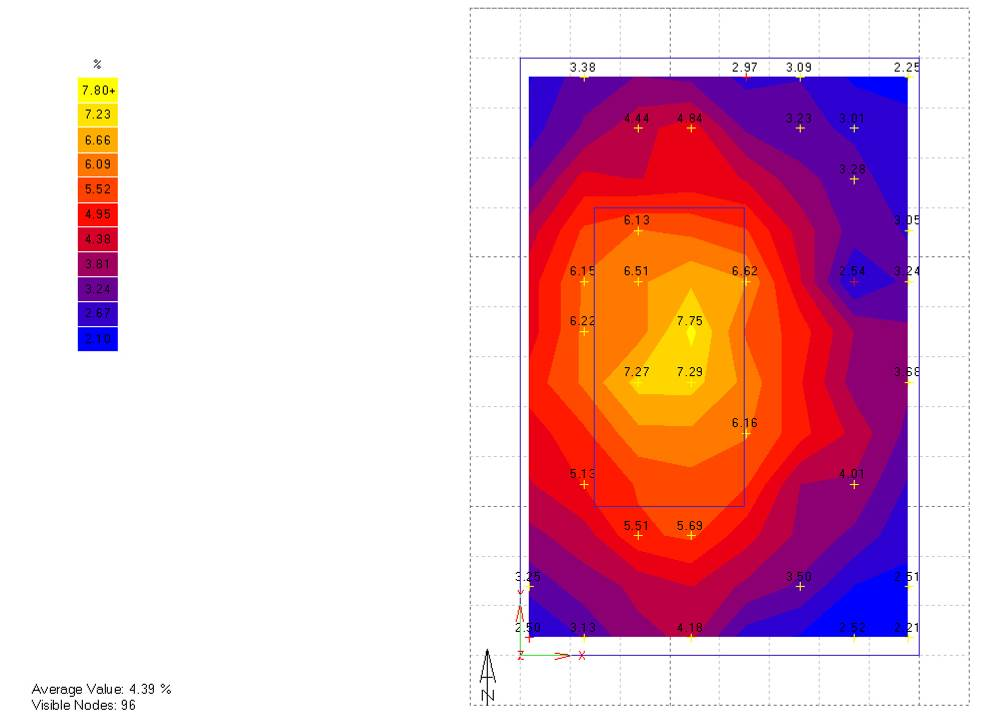 %
7.80+
7.23
6.66
6.09
5.52
4.95
4.38
3.81
3.24
2.67
2.10
3.38 2.97 3.09 2.25
4.44 4.84 3.23 3.01
3.28
6.13 3.05
6.15 6.51 6.62 2.54 3.24
6.22 7.75
7.27 7.29 3.68
6.16
5.13 4.01
5.51 5.69
3.25 3.50 2.51
Y
2.50 3.13 4.18 2.52 2.21
Z X
N
Average Value: 4.39 %
Visible Nodes: 96